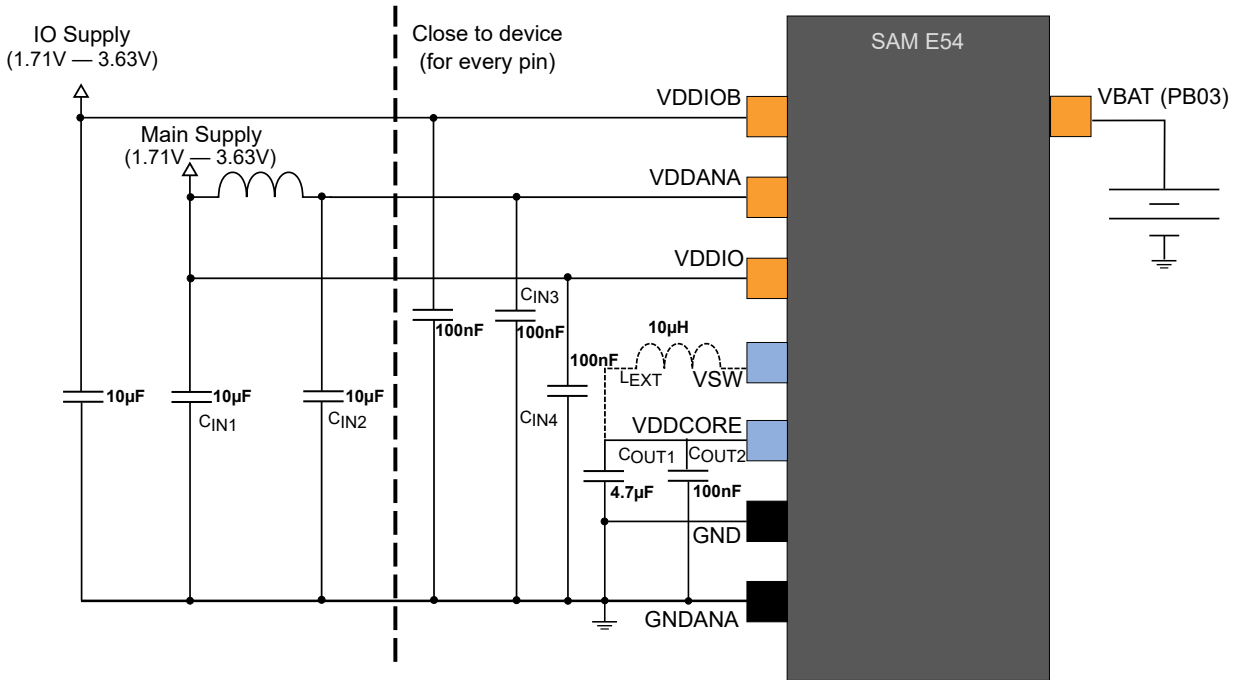 IO Supply
(1.71V — 3.63V)
Close to device
(for every pin)
SAM E54
VDDIOB
VBAT (PB03)
Main Supply
(1.71V — 3.63V)
VDDANA
VDDIO
CIN3
100nF
100nF
10µH
100nF
LEXT
VSW
10µF
10µF
10µF
CIN1
CIN2
CIN4
VDDCORE
COUT1
COUT2
4.7µF
100nF
GND
GNDANA